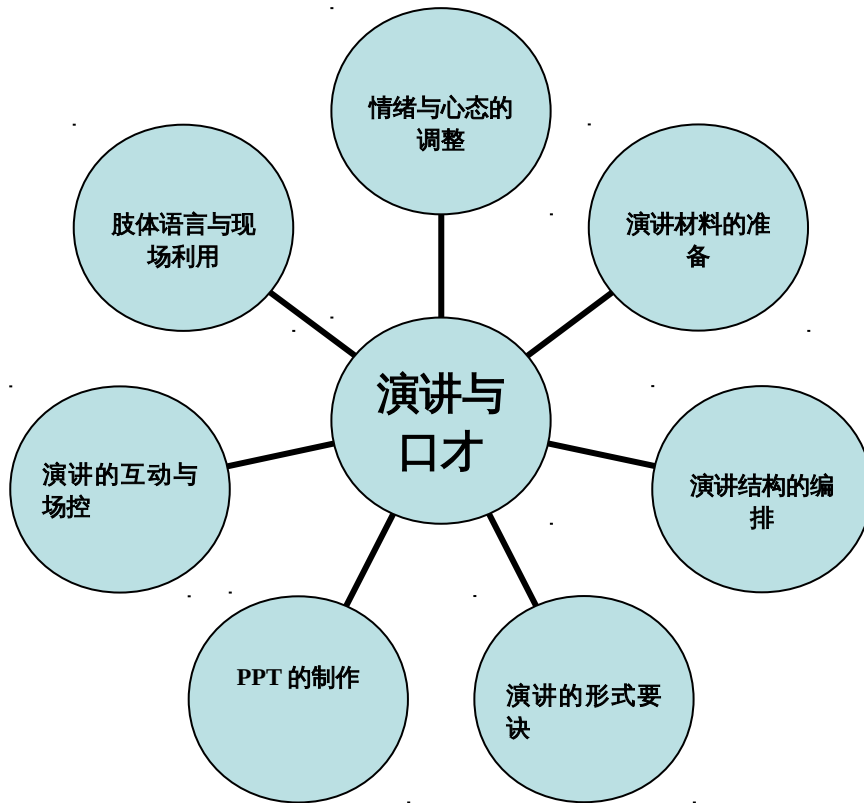 情绪与心态的
调整
肢体语言与现
场利用
演讲材料的准
备
演讲与
口才
演讲的互动与
场控
演讲结构的编
排
PPT 的制作
演讲的形式要
诀